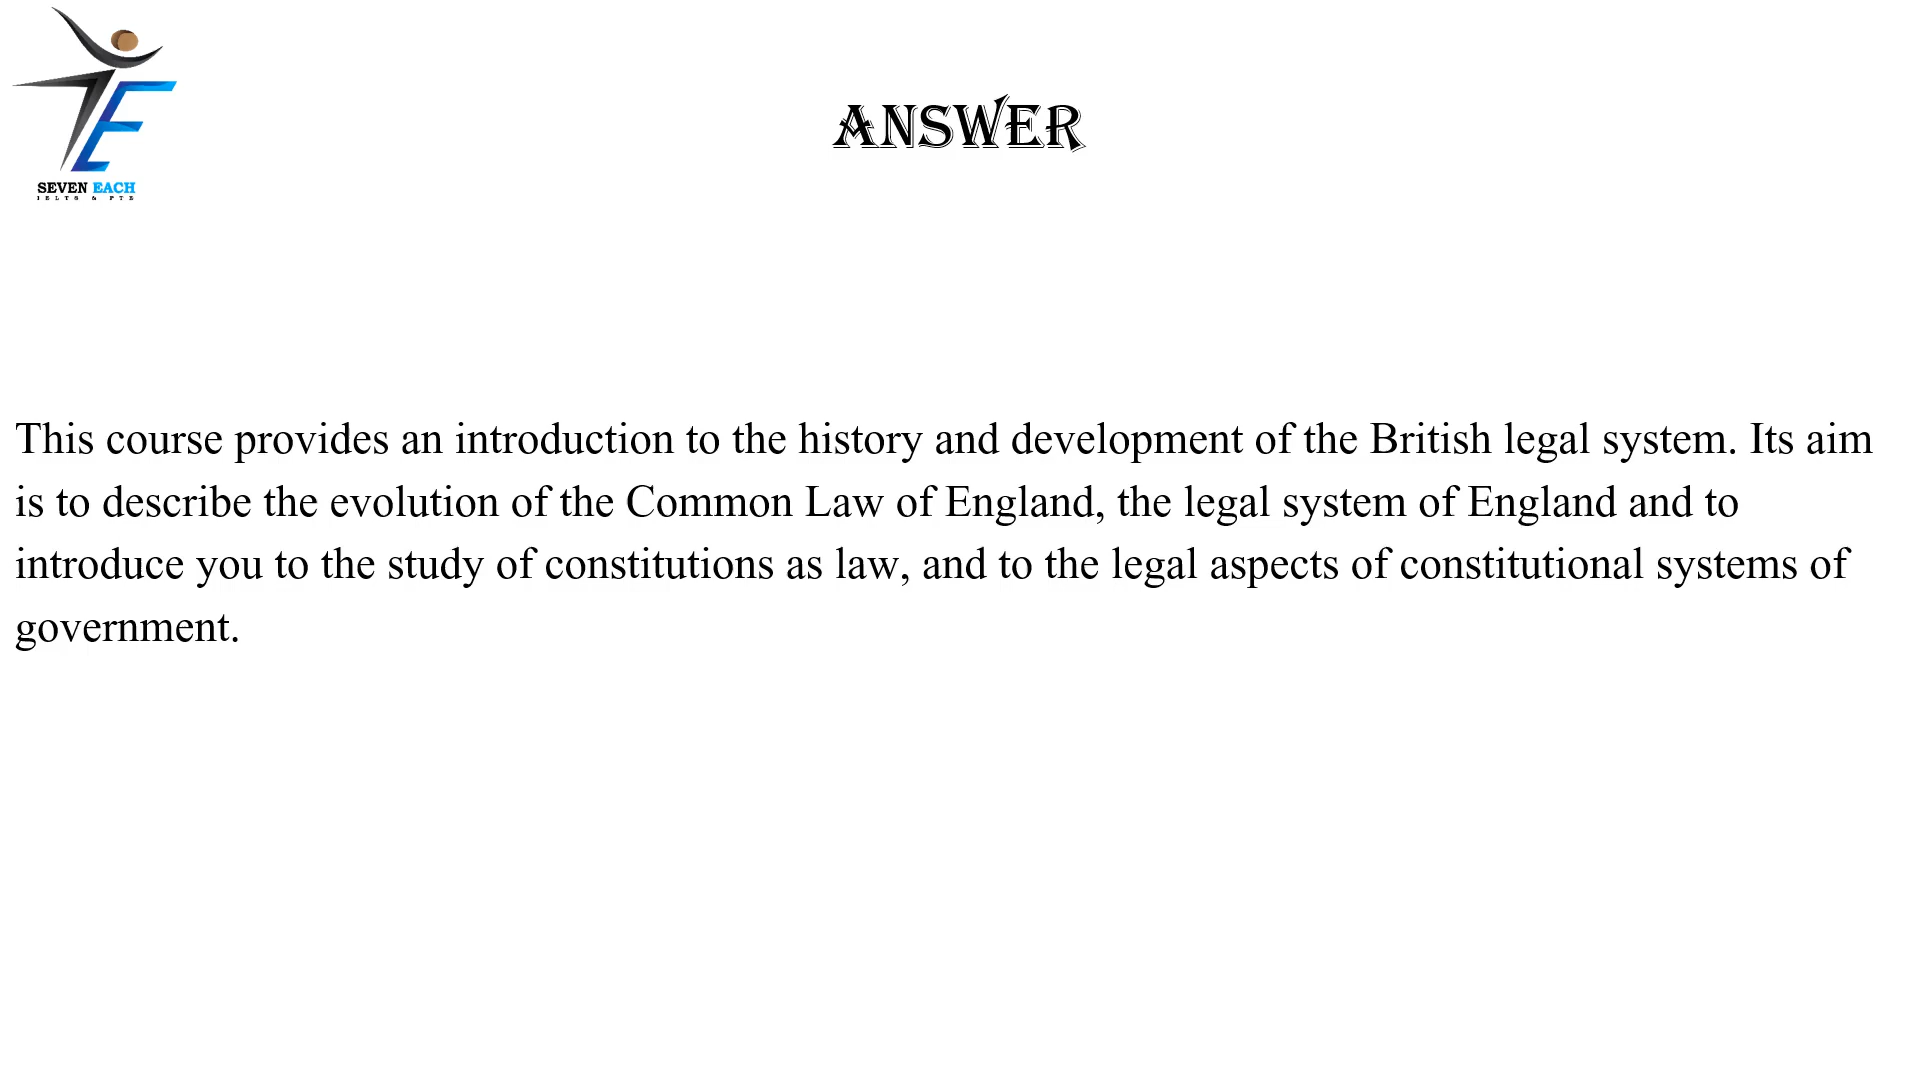 SEVEN EACH
IELTS & PTE
ANSWER
This course provides an introduction to the history and development of the British legal system. Its aim
is to describe the evolution of the Common Law of England, the legal system of England and to
introduce you to the study of constitutions as law, and to the legal aspects of constitutional systems of
government.